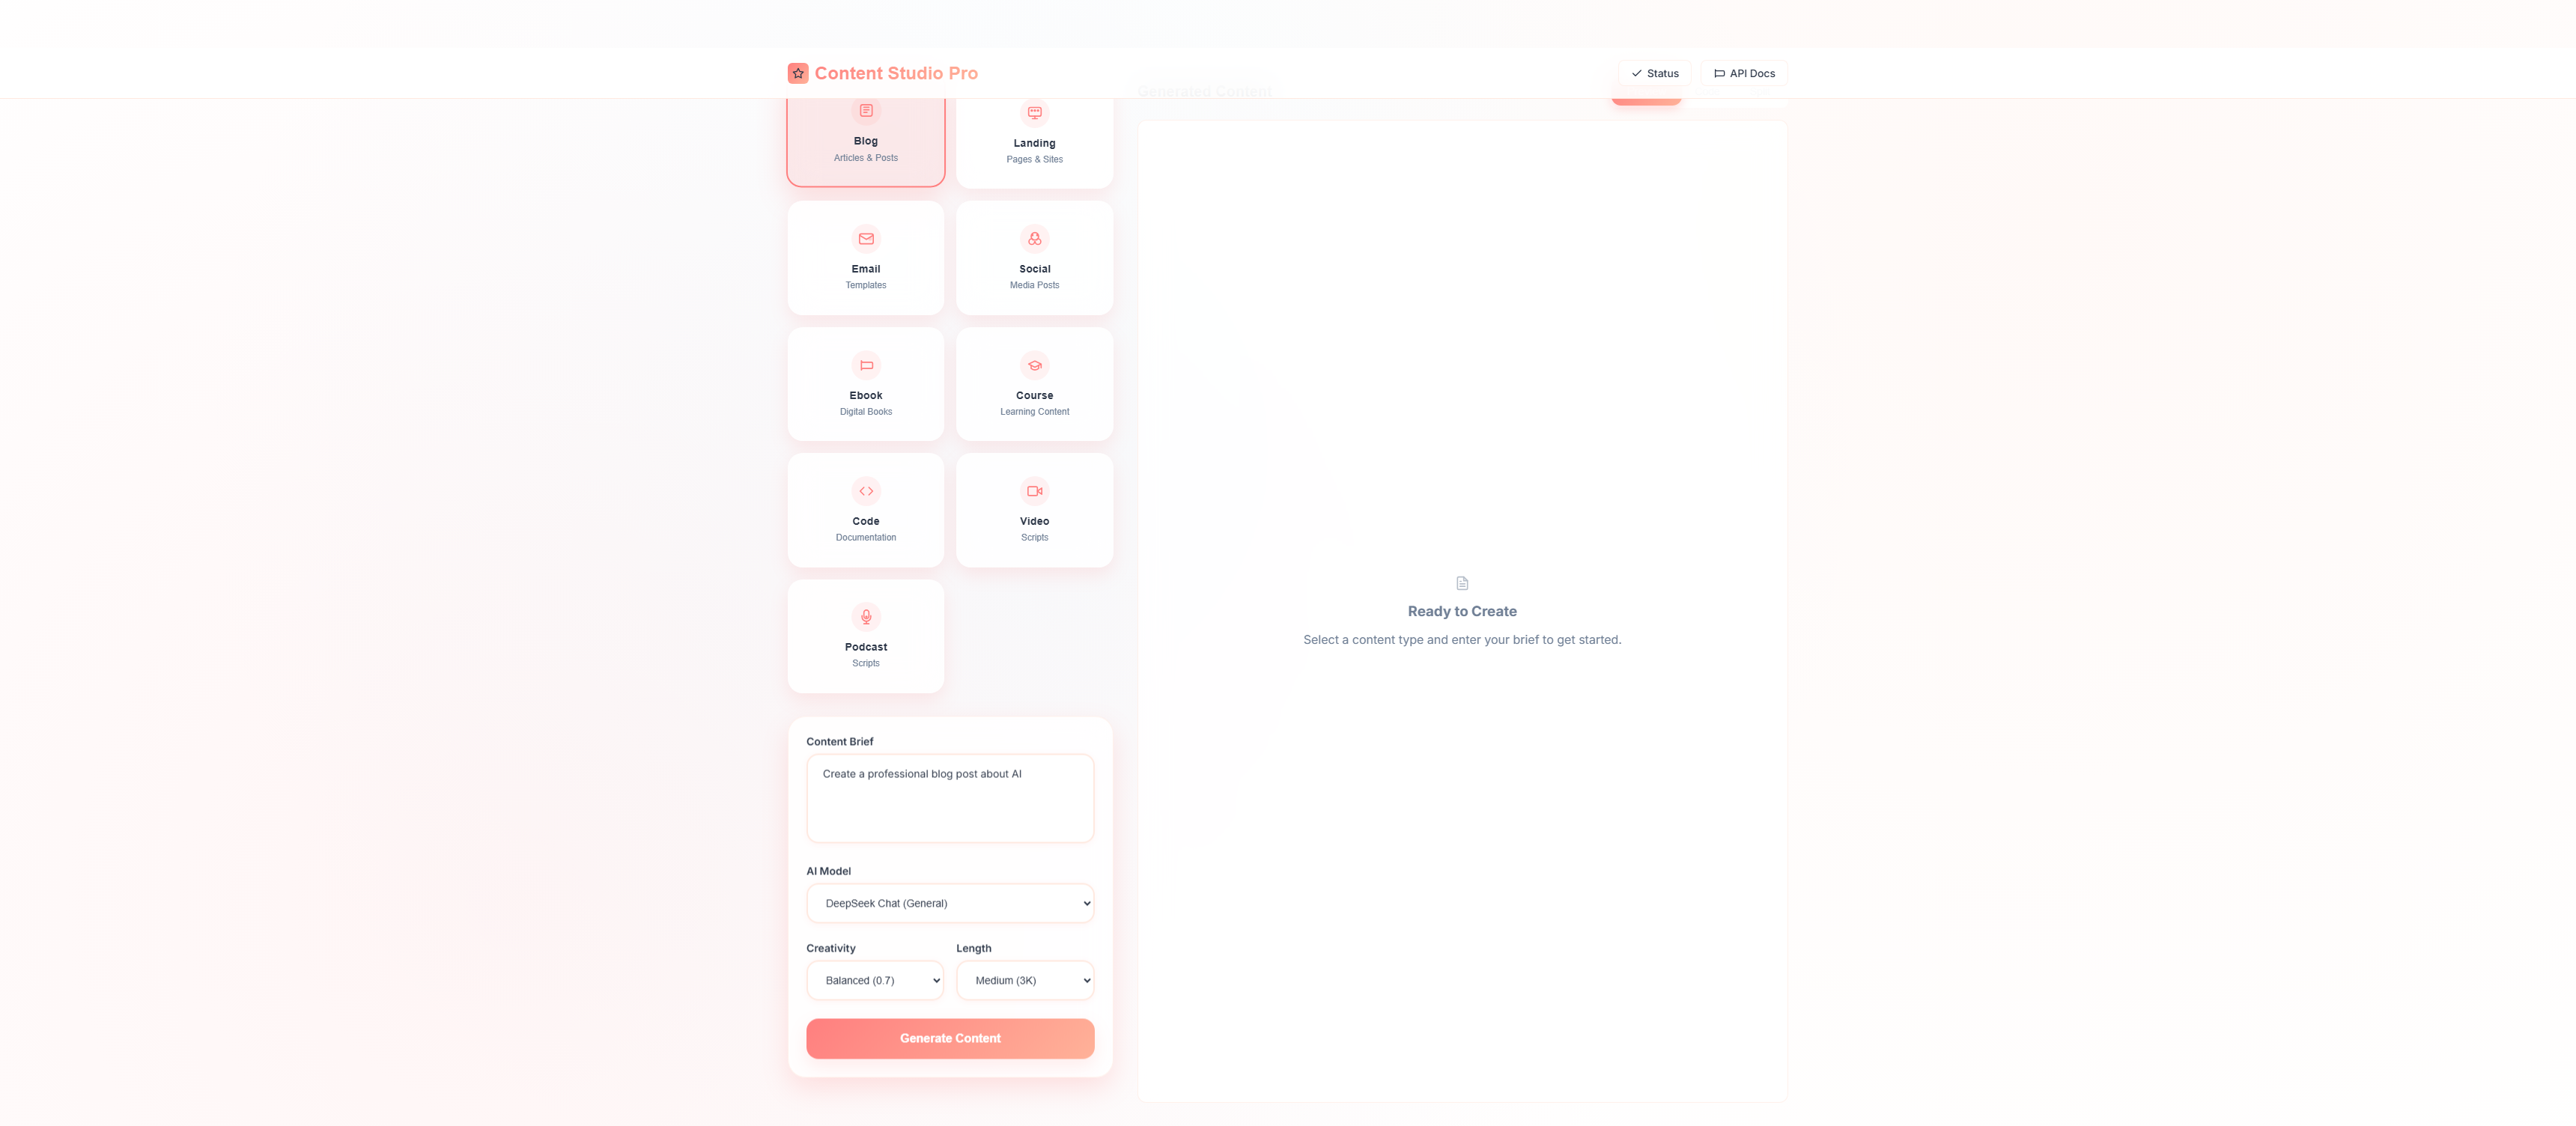 Content Studio Pro
Status
API Docs
Generated Content
Blog
Articles & Posts
Landing
Pages & Sites
Email
Templates
Social
Media Posts
Ebook
Digital Books
Course
Learning Content
Code
Documentation
Video
Scripts
Podcast
Scripts
Content Brief
Create a professional blog post about AI
AI Model
DeepSeek Chat (General)
Creativity
Length
Balanced (0.7)
Medium (3K)
Generate Content
Ready to Create
Select a content type and enter your brief to get started.